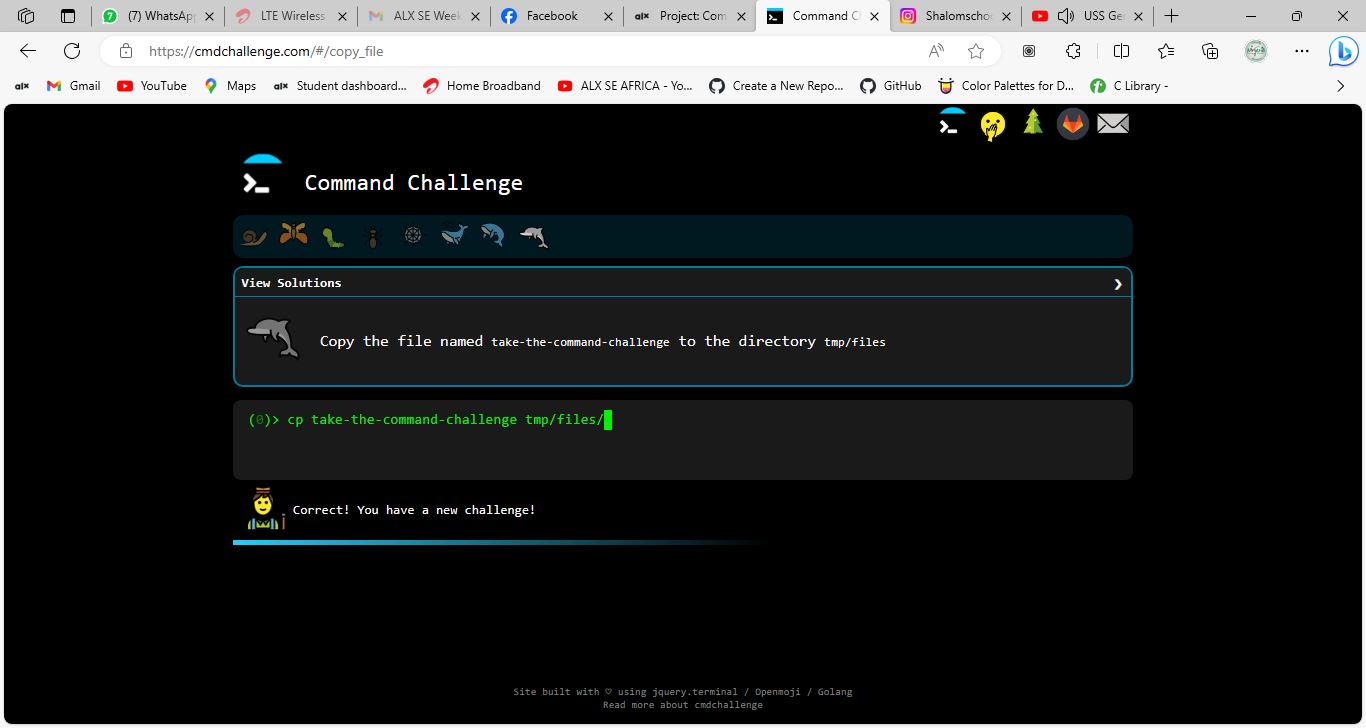 (7) WhatsApp
LTE Wireless
ALX SE Week
Facebook
Project: Com
Command C
Shalomschoo
USS Ger
https://cmdchallenge.com/#/copy_file
alx Gmail YouTube Maps alx Student dashboard... Home Broadband ALX SE AFRICA - Yo... Create a New Repo... GitHub Color Palettes for D... C Library -
Command Challenge
View Solutions
Copy the file named take-the-command-challenge to the directory tmp/files
(0)> cp take-the-command-challenge tmp/files/
Correct! You have a new challenge!
Site built with ♡ using jquery.terminal / Openmoji / Golang
Read more about cmdchallenge